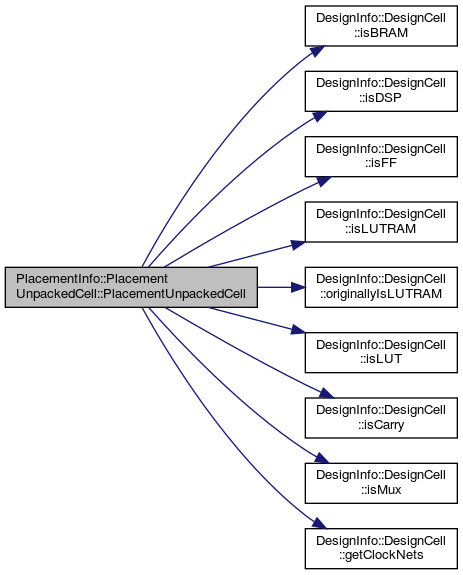 PlacementInfo::Placement
UnpackedCell::PlacementUnpackedCell
DesignInfo::DesignCell
::isBRAM
DesignInfo::DesignCell
::isDSP
DesignInfo::DesignCell
::isFF
DesignInfo::DesignCell
::isLUTRAM
DesignInfo::DesignCell
::originallyIsLUTRAM
DesignInfo::DesignCell
::isLUT
DesignInfo::DesignCell
::isCarry
DesignInfo::DesignCell
::isMux
DesignInfo::DesignCell
::getClockNets